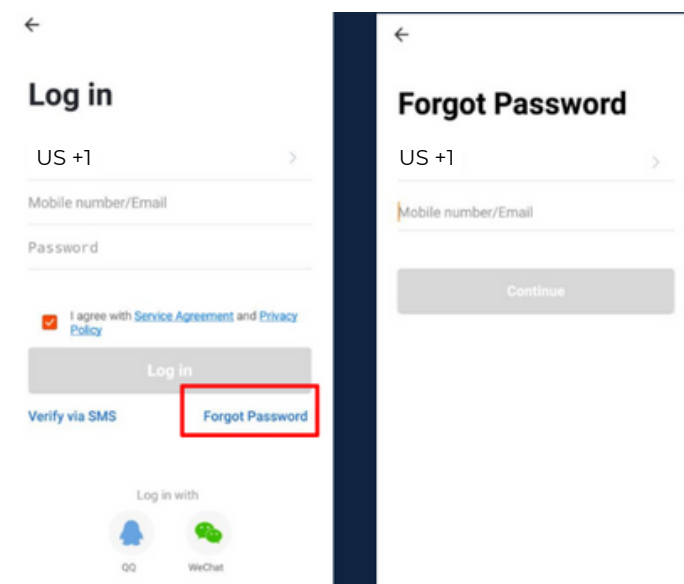 Log in
US +1
Mobile number/Email
Password
I agree with Service Agreement and Privacy
Policy
Log in
Verify via SMS
Forgot Password
Log in with
QQ
WeChat
Forgot Password
US +1
Mobile number/Email
Continue